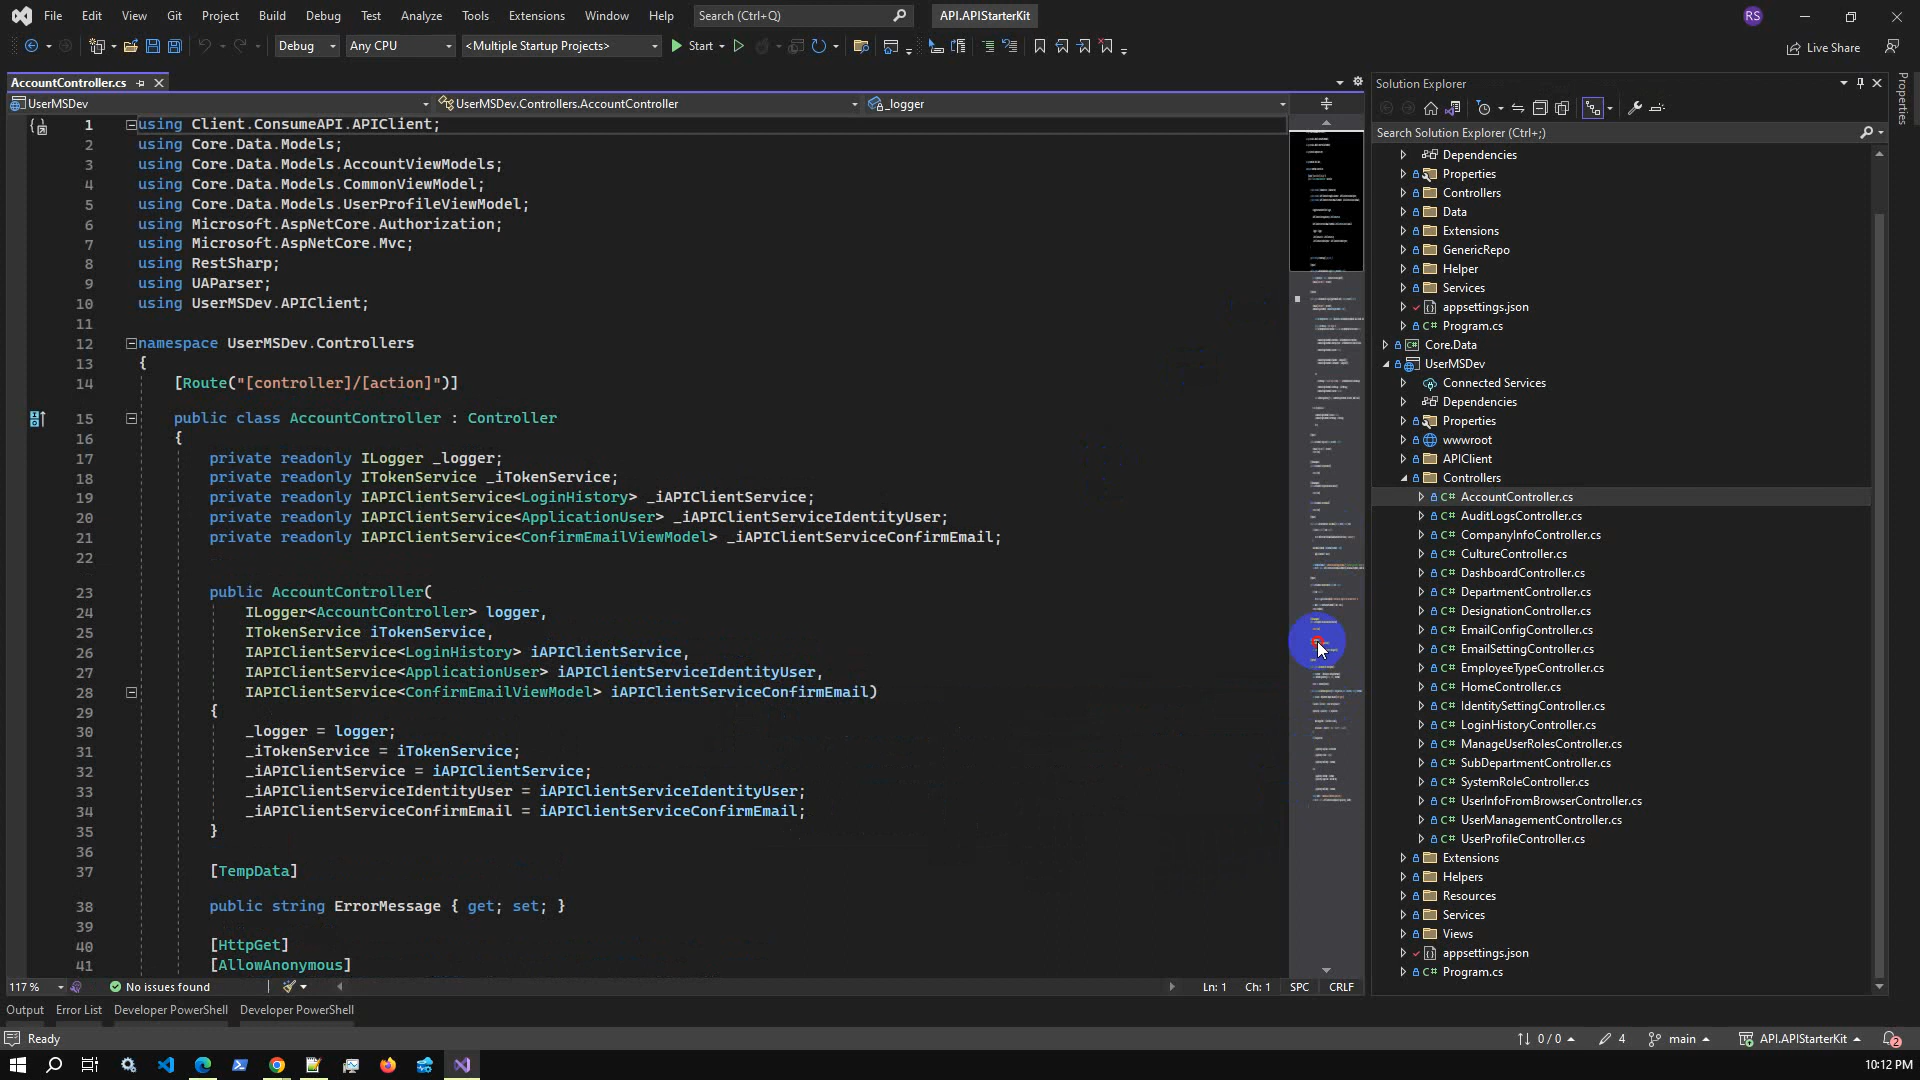 File Edit View Git Project Build Debug Test Analyze Tools Extensions Window Help Search (Ctrl+Q) API.APIStarterKit RS
Debug Any CPU <Multiple Startup Projects> Start Live Share
AccountController.cs
UserMSDev UserMSDev.Controllers.AccountController _logger
1 using Client.ConsumeAPI.APIClient;
2 using Core.Data.Models;
3 using Core.Data.Models.AccountViewModels;
4 using Core.Data.Models.CommonViewModel;
5 using Core.Data.Models.UserProfileViewModel;
6 using Microsoft.AspNetCore.Authorization;
7 using Microsoft.AspNetCore.Mvc;
8 using RestSharp;
9 using UAParser;
10 using UserMSDev.APIClient;
11
12 namespace UserMSDev.Controllers
13 {
14 [Route("[controller]/[action]")]
15 public class AccountController : Controller
16 {
17 private readonly ILogger _logger;
18 private readonly ITokenService _iTokenService;
19 private readonly IAPIClientService<LoginHistory> _iAPIClientService;
20 private readonly IAPIClientService<ApplicationUser> _iAPIClientServiceIdentityUser;
21 private readonly IAPIClientService<ConfirmEmailViewModel> _iAPIClientServiceConfirmEmail;
22
23 public AccountController(
24 ILogger<AccountController> logger,
25 ITokenService iTokenService,
26 IAPIClientService<LoginHistory> iAPIClientService,
27 IAPIClientService<ApplicationUser> iAPIClientServiceIdentityUser,
28 IAPIClientService<ConfirmEmailViewModel> iAPIClientServiceConfirmEmail)
29 {
30 _logger = logger;
31 _iTokenService = iTokenService;
32 _iAPIClientService = iAPIClientService;
33 _iAPIClientServiceIdentityUser = iAPIClientServiceIdentityUser;
34 _iAPIClientServiceConfirmEmail = iAPIClientServiceConfirmEmail;
35 }
36
37 [TempData]
38 public string ErrorMessage { get; set; }
39
40 [HttpGet]
41 [AllowAnonymous]
117 % No issues found Ln: 1 Ch: 1 SPC CRLF
Solution Explorer
Search Solution Explorer (Ctrl+;)
Dependencies
Properties
Controllers
Data
Extensions
GenericRepo
Helper
Services
appsettings.json
C# Program.cs
C# Core.Data
UserMSDev
Connected Services
Dependencies
Properties
wwwroot
APIClient
Controllers
C# AccountController.cs
C# AuditLogsController.cs
C# CompanyInfoController.cs
C# CultureController.cs
C# DashboardController.cs
C# DepartmentController.cs
C# DesignationController.cs
C# EmailConfigController.cs
C# EmailSettingController.cs
C# EmployeeTypeController.cs
C# HomeController.cs
C# IdentitySettingController.cs
C# LoginHistoryController.cs
C# ManageUserRolesController.cs
C# SubDepartmentController.cs
C# SystemRoleController.cs
C# UserInfoFromBrowserController.cs
C# UserManagementController.cs
C# UserProfileController.cs
Extensions
Helpers
Resources
Services
Views
appsettings.json
C# Program.cs
Properties
Output Error List Developer PowerShell Developer PowerShell
Ready 0 / 0 4 main API.APIStarterKit 2
10:12 PM